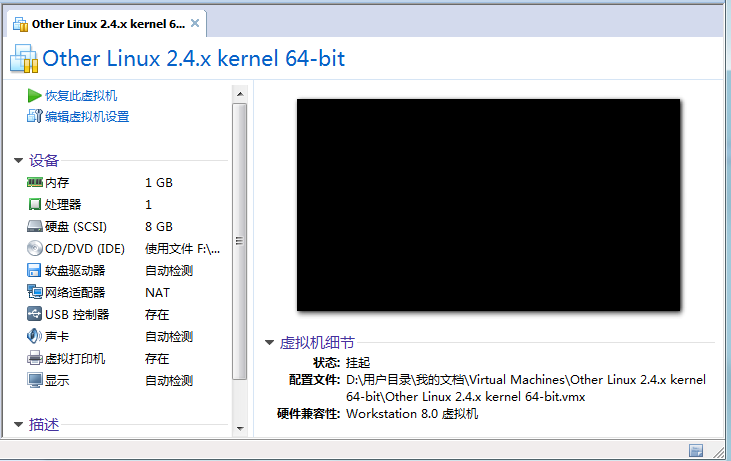 Other Linux 2.4.x kernel 6...
Other Linux 2.4.x kernel 64-bit
恢复此虚拟机
编辑虚拟机设置
设备
内存 1 GB
处理器 1
硬盘 (SCSI) 8 GB
CD/DVD (IDE) 使用文件 F:\...
软盘驱动器 自动检测
网络适配器 NAT
USB 控制器 存在
声卡 自动检测
虚拟打印机 存在
显示 自动检测
描述
虚拟机细节
状态: 挂起
配置文件: D:\用户目录\我的文档\Virtual Machines\Other Linux 2.4.x kernel
64-bit\Other Linux 2.4.x kernel 64-bit.vmx
硬件兼容性: Workstation 8.0 虚拟机